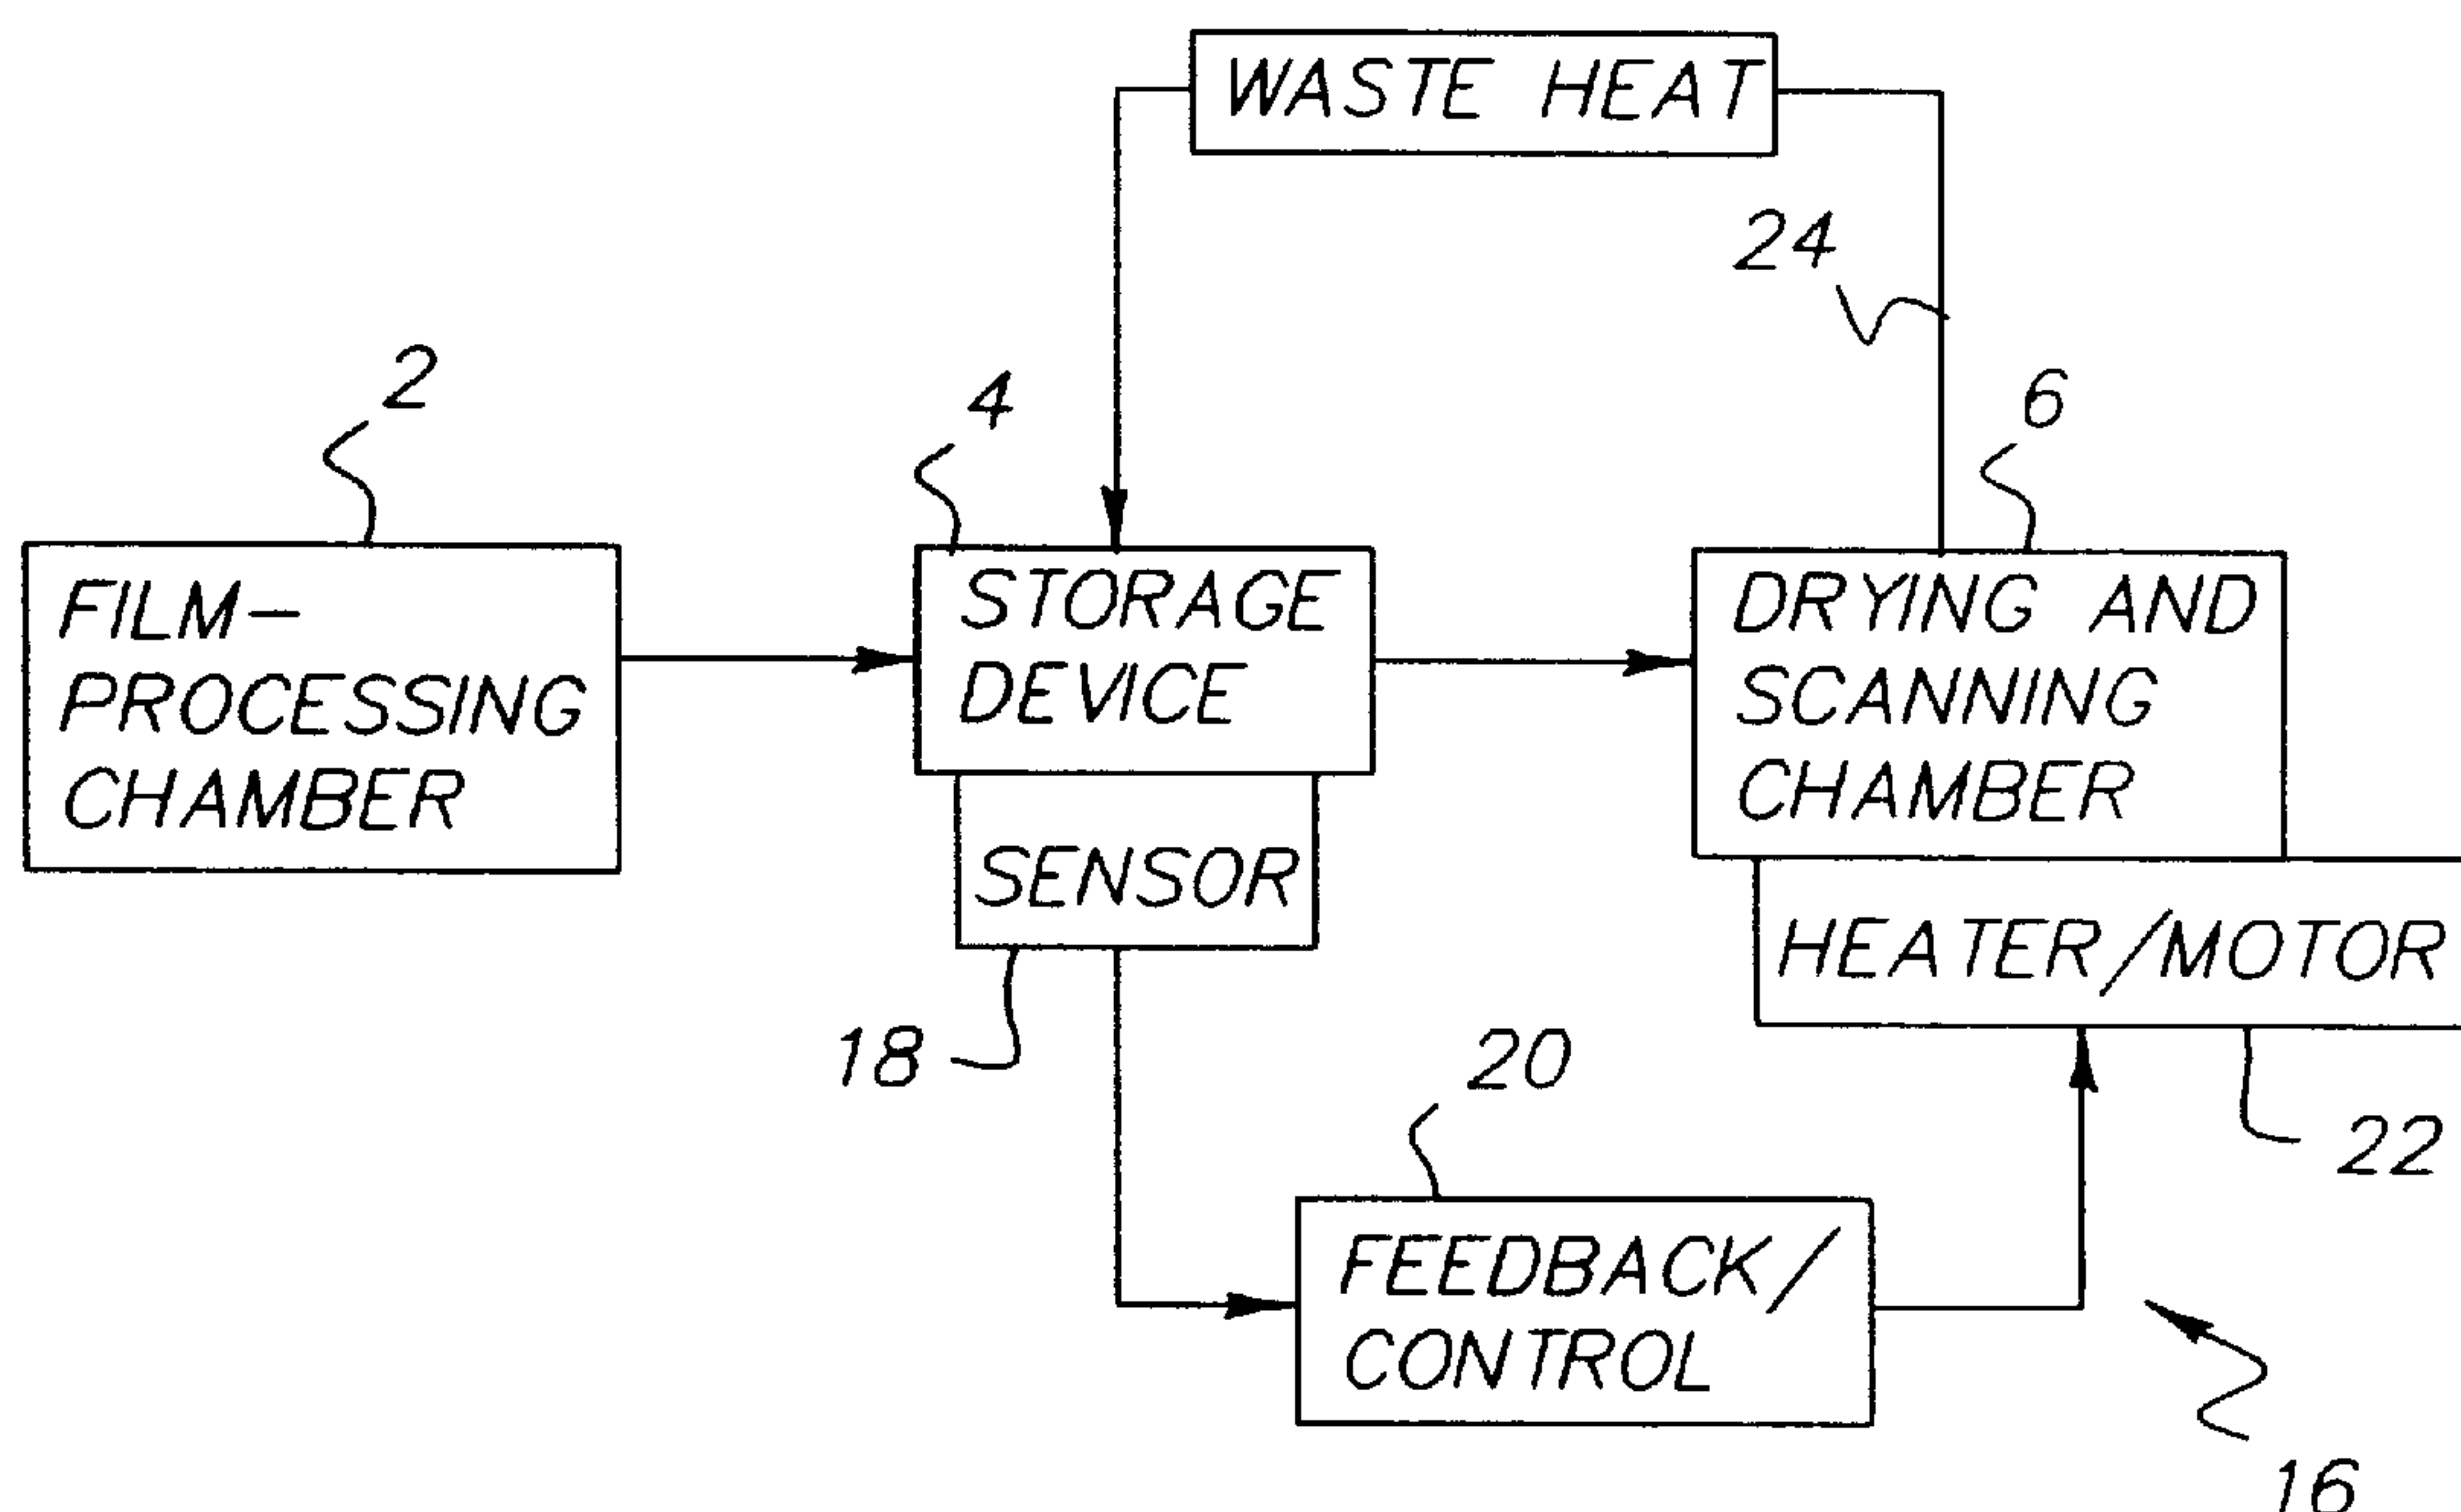 WASTE HEAT
24
2
4
6
FILM-
PROCESSING
CHAMBER
STORAGE
DEVICE
DRYING AND
SCANNING
CHAMBER
SENSOR
HEATER/MOTOR
18
20
22
FEEDBACK/
CONTROL
16